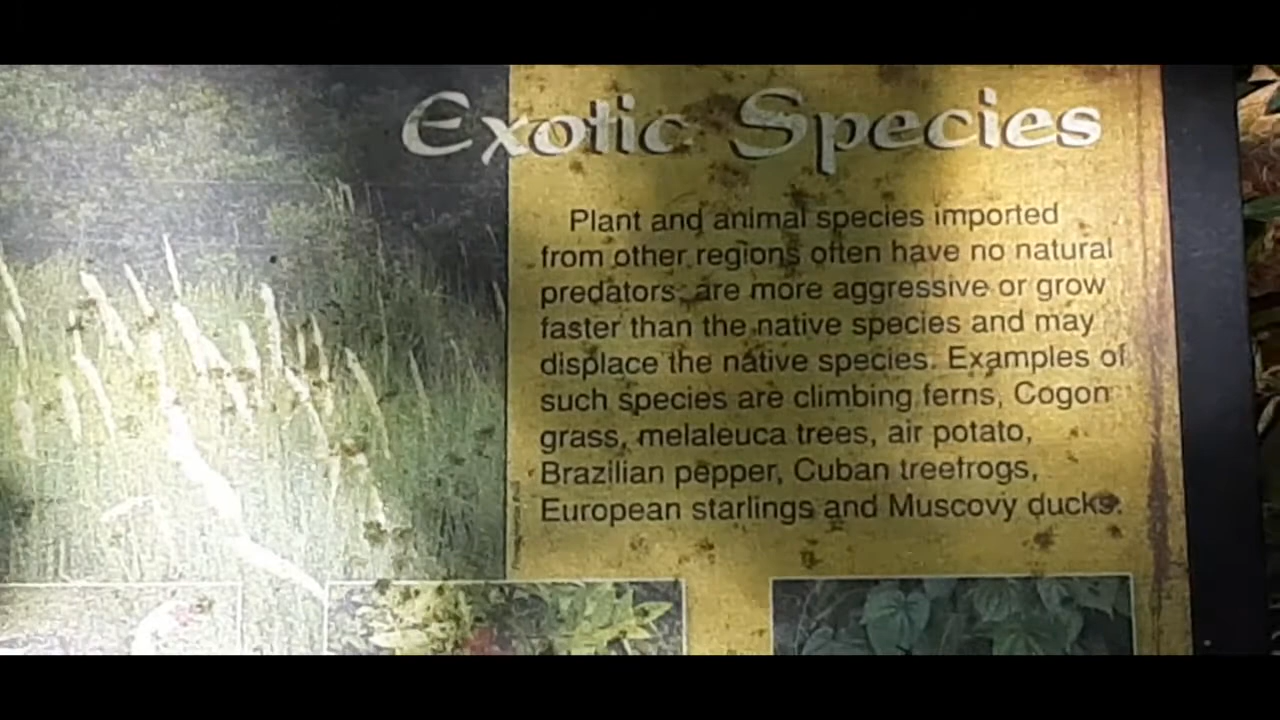 Exotic Species
Plant and animal species imported
from other regions often have no natural
predators, are more aggressive or grow
faster than the native species and may
displace the native species. Examples of
such species are climbing ferns, Cogon
grass, melaleuca trees, air potato,
Brazilian pepper, Cuban treefrogs,
European starlings and Muscovy ducks.